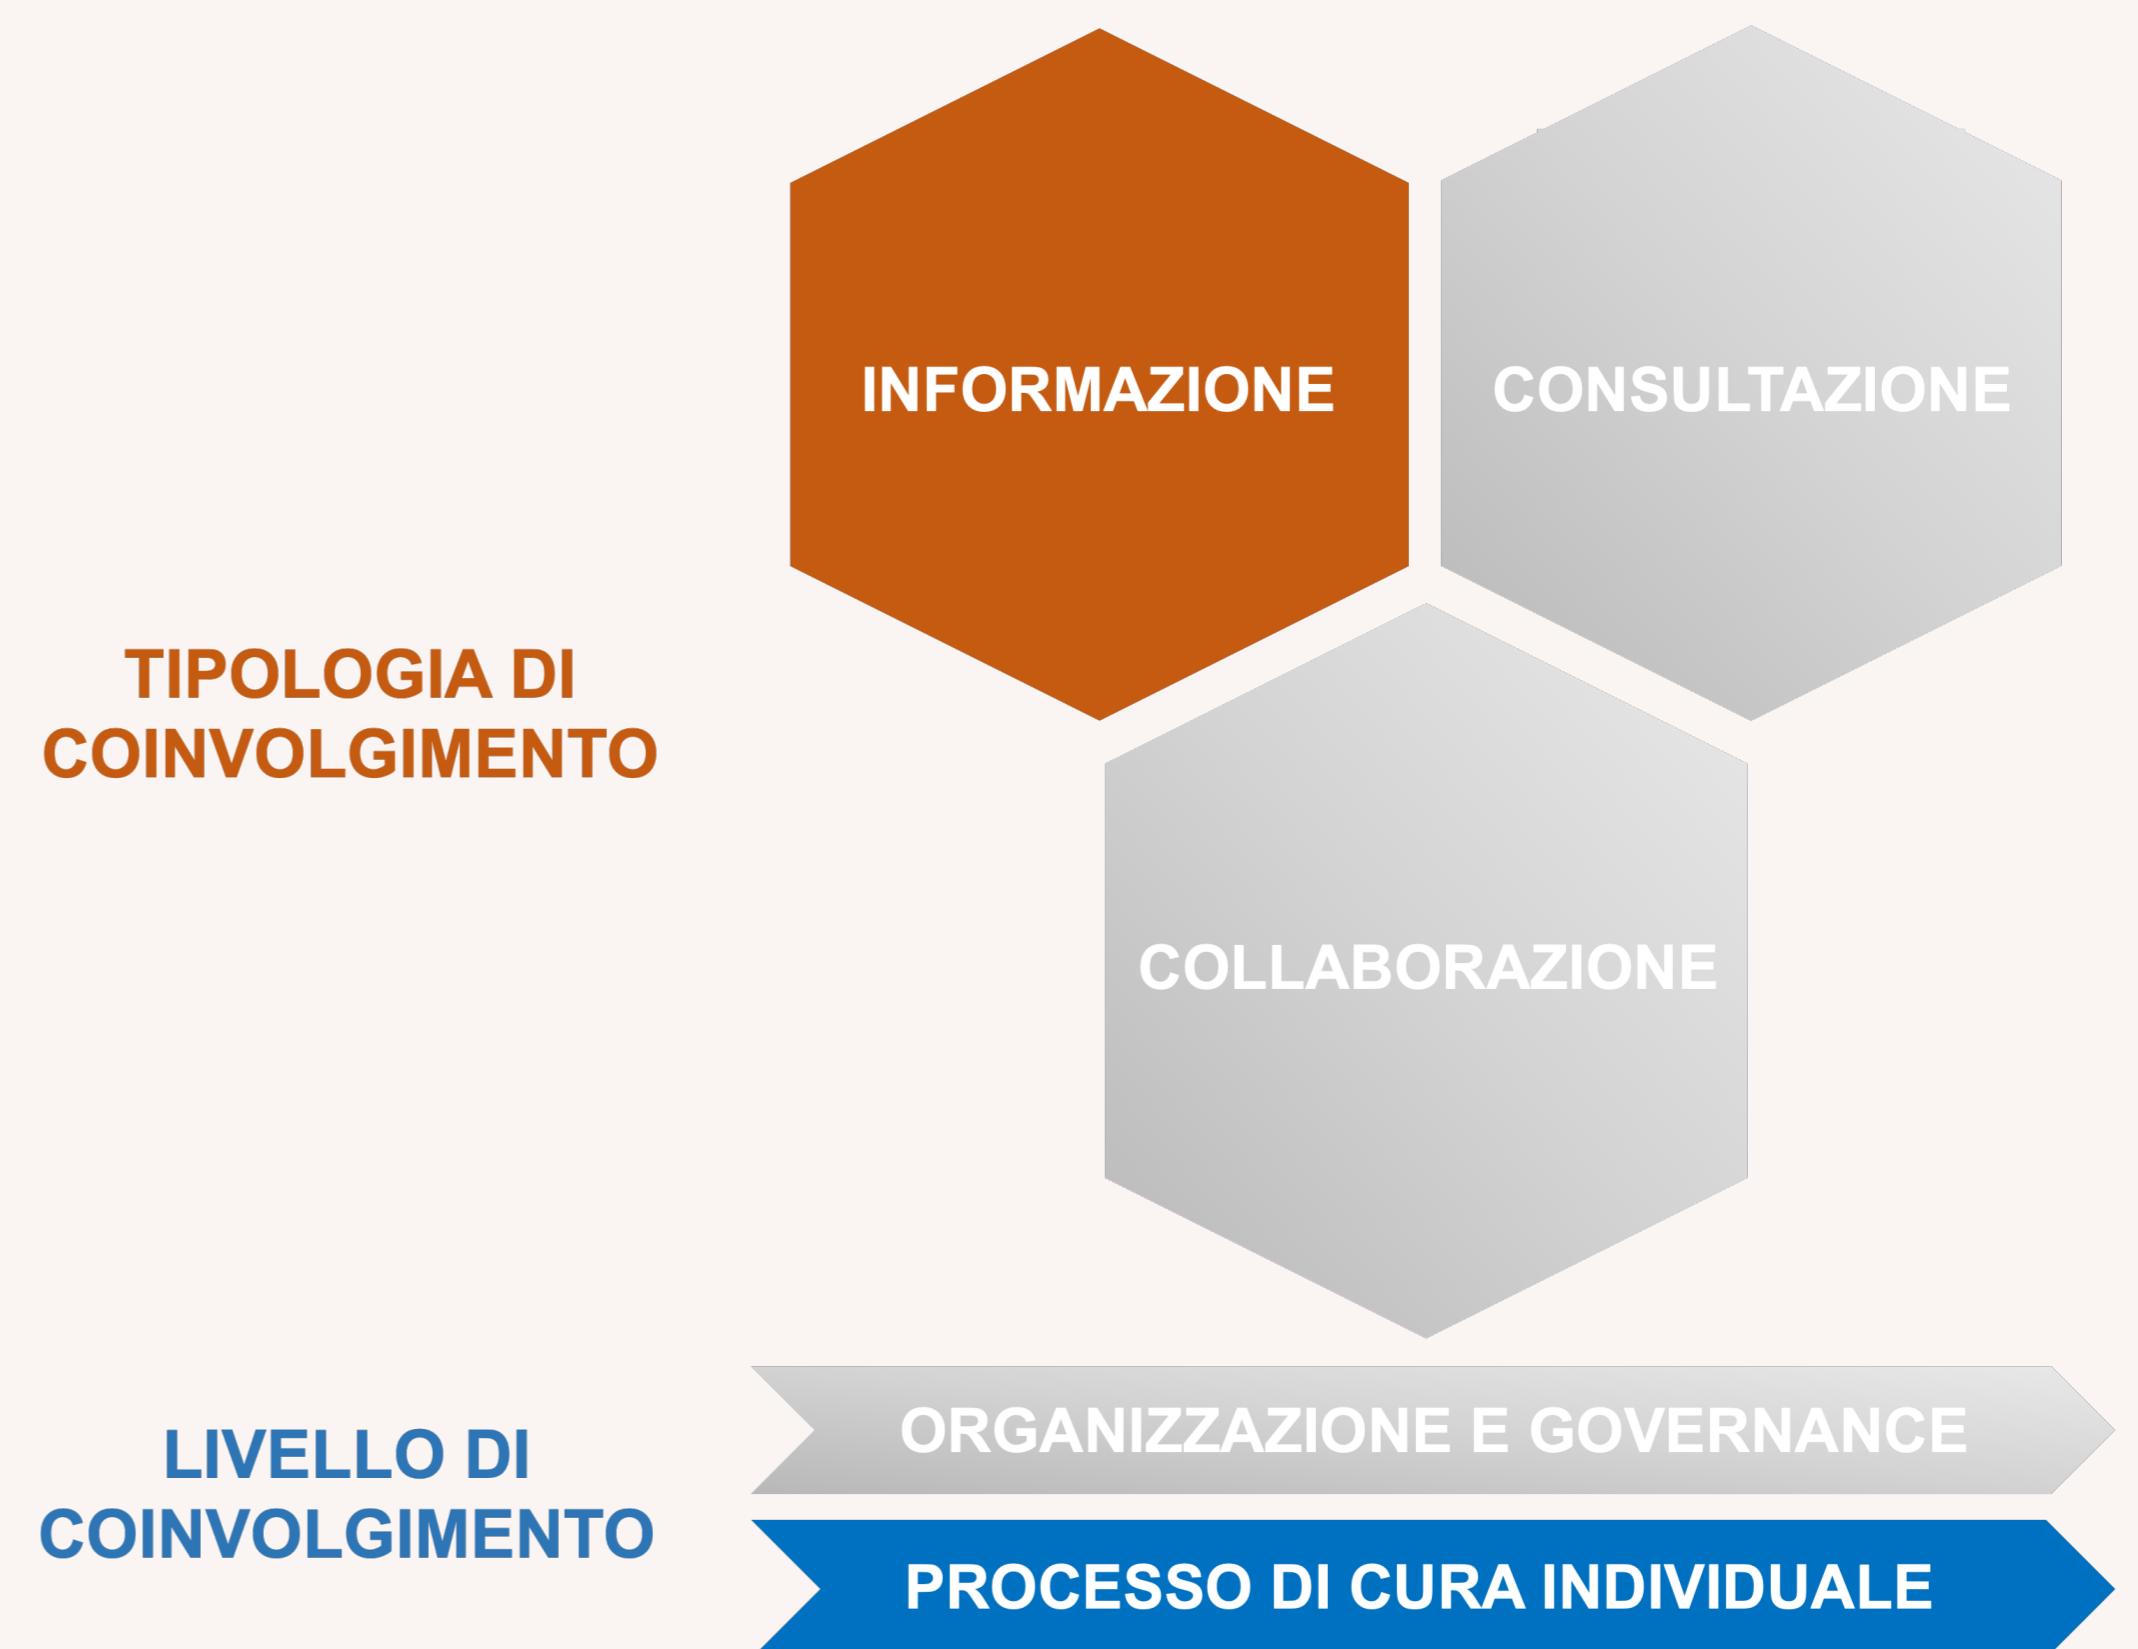 INFORMAZIONE
CONSULTAZIONE
TIPOLOGIA DI
COINVOLGIMENTO
COLLABORAZIONE
ORGANIZZAZIONE E GOVERNANCE
LIVELLO DI
COINVOLGIMENTO
PROCESSO DI CURA INDIVIDUALE